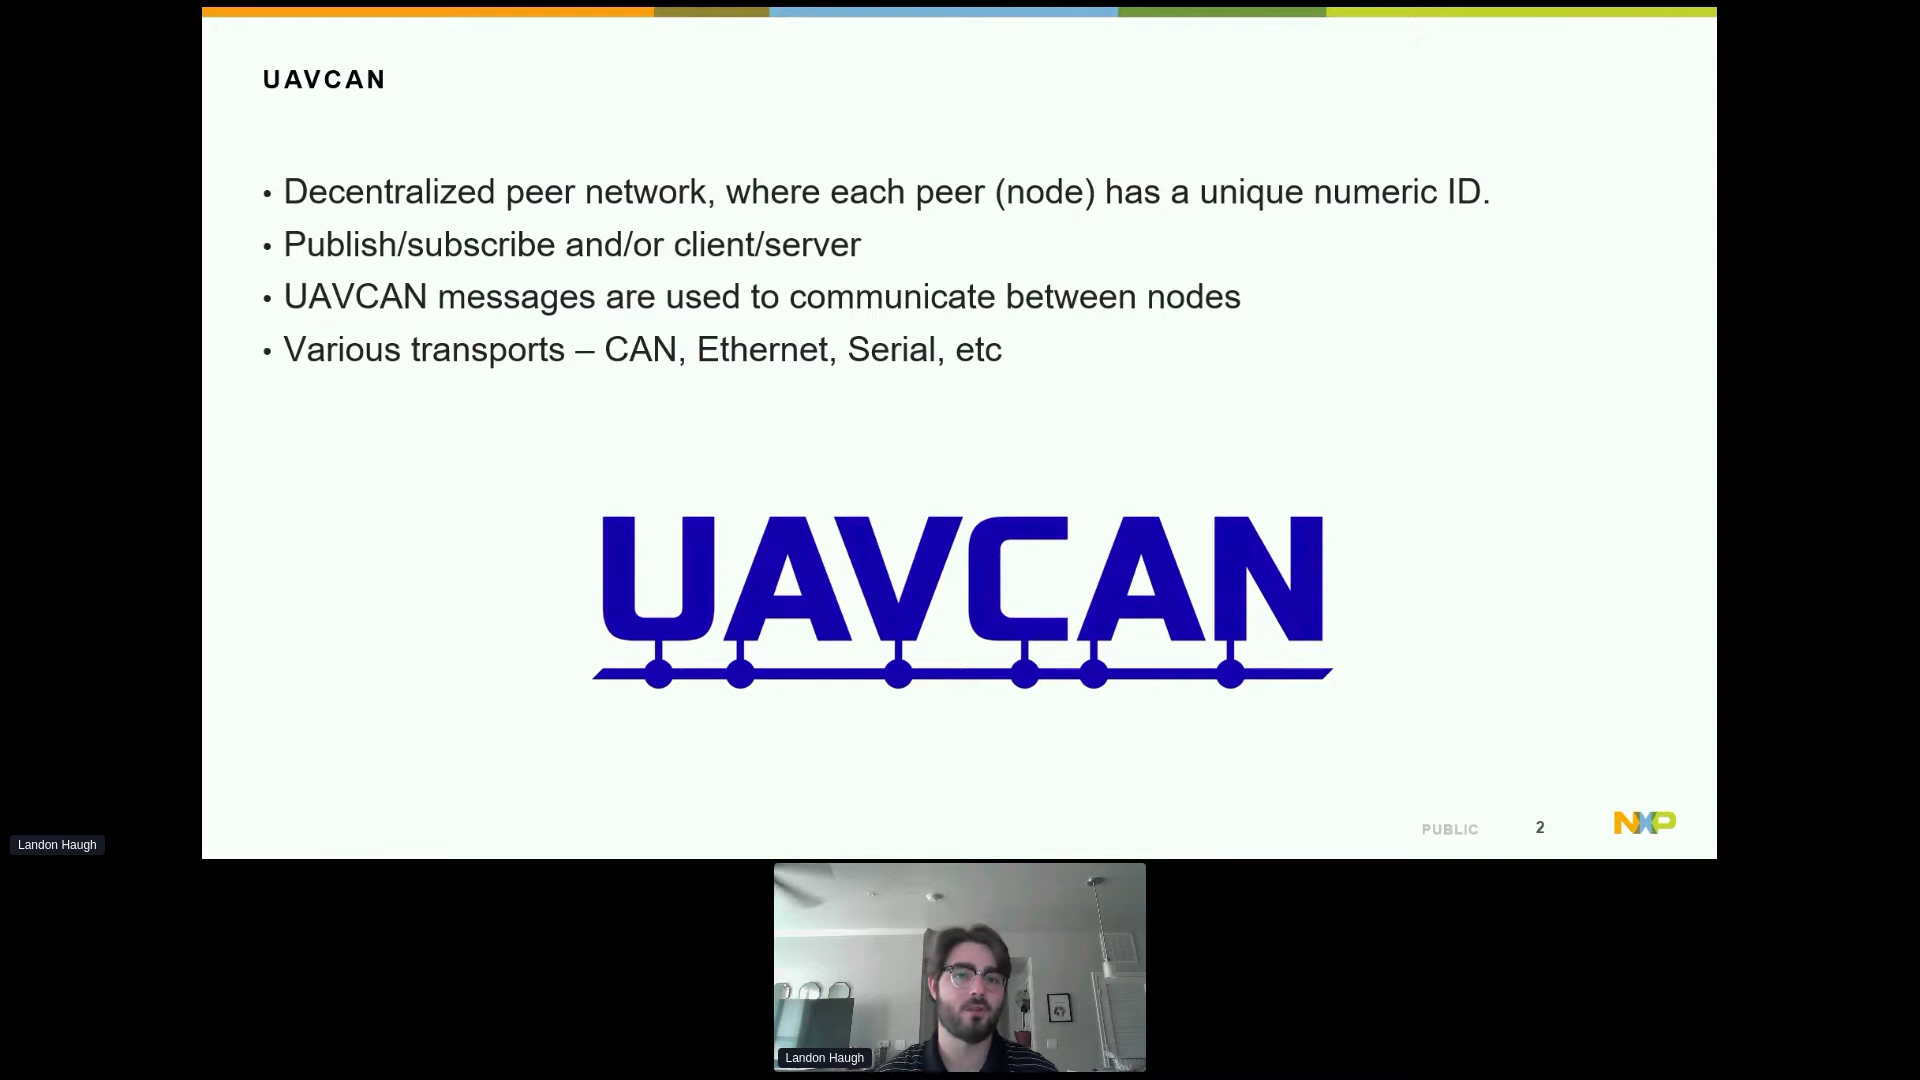 UAVCAN
• Decentralized peer network, where each peer (node) has a unique numeric ID.
• Publish/subscribe and/or client/server
• UAVCAN messages are used to communicate between nodes
• Various transports – CAN, Ethernet, Serial, etc
UAVCAN
PUBLIC 2 NXP
Landon Haugh
Landon Haugh